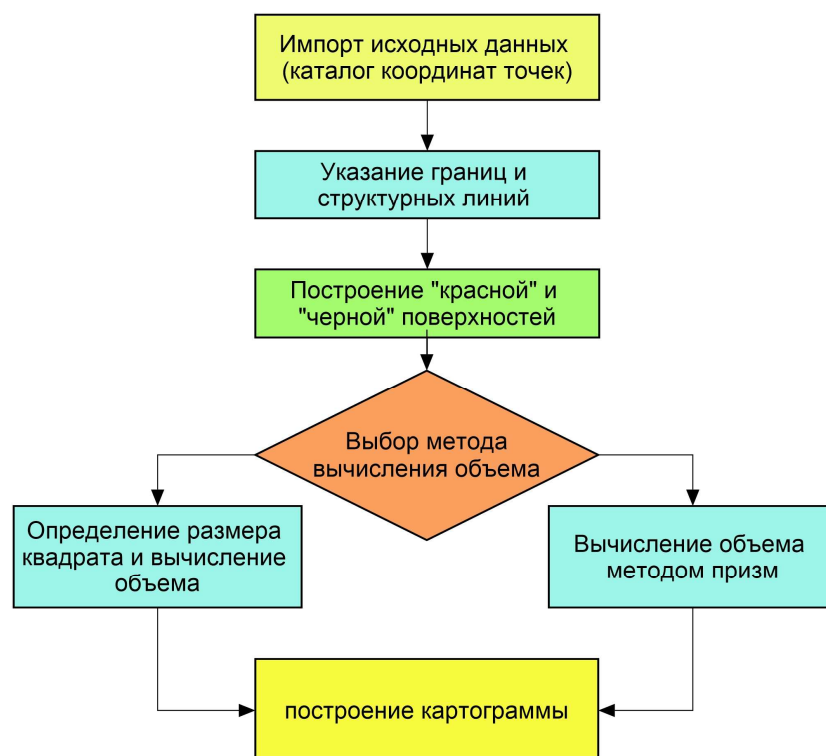 Импорт исходных данных
(каталог координат точек)
Указание границ и
структурных линий
Построение "красной" и
"черной" поверхностей
Выбор метода
вычисления объема
Определение размера
квадрата и вычисление
объема
Вычисление объема
методом призм
построение картограммы